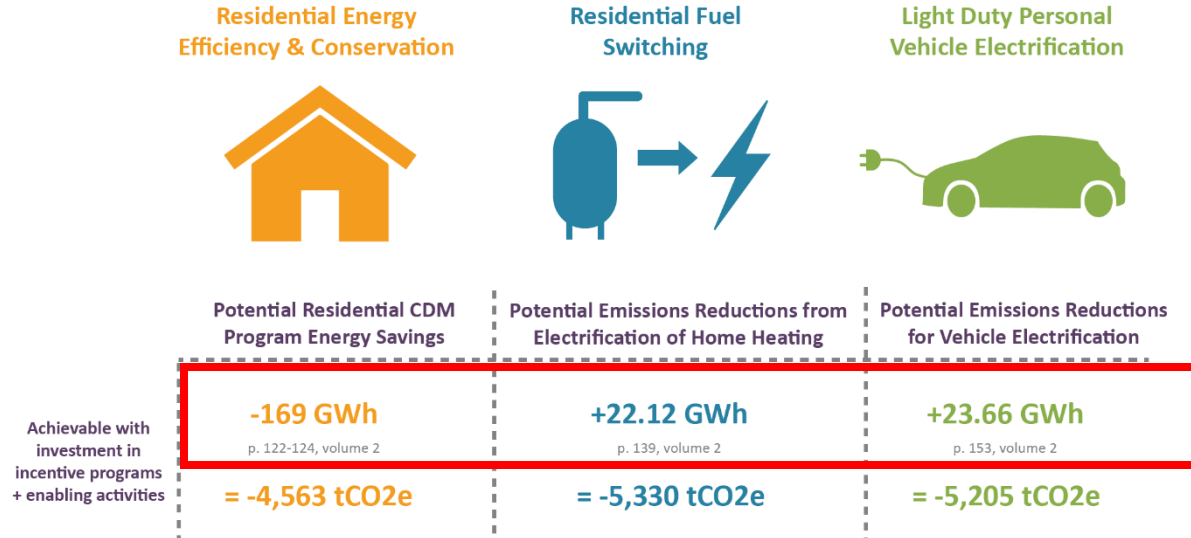 Residential Energy
Efficiency & Conservation
Residential Fuel
Switching
Light Duty Personal
Vehicle Electrification
Potential Residential CDM
Program Energy Savings
Potential Emissions Reductions from
Electrification of Home Heating
Potential Emissions Reductions
for Vehicle Electrification
Achievable with
investment in
incentive programs
+ enabling activities
-169 GWh
p. 122-124, volume 2
= -4,563 tCO2e
+22.12 GWh
p. 139, volume 2
= -5,330 tCO2e
+23.66 GWh
p. 153, volume 2
= -5,205 tCO2e